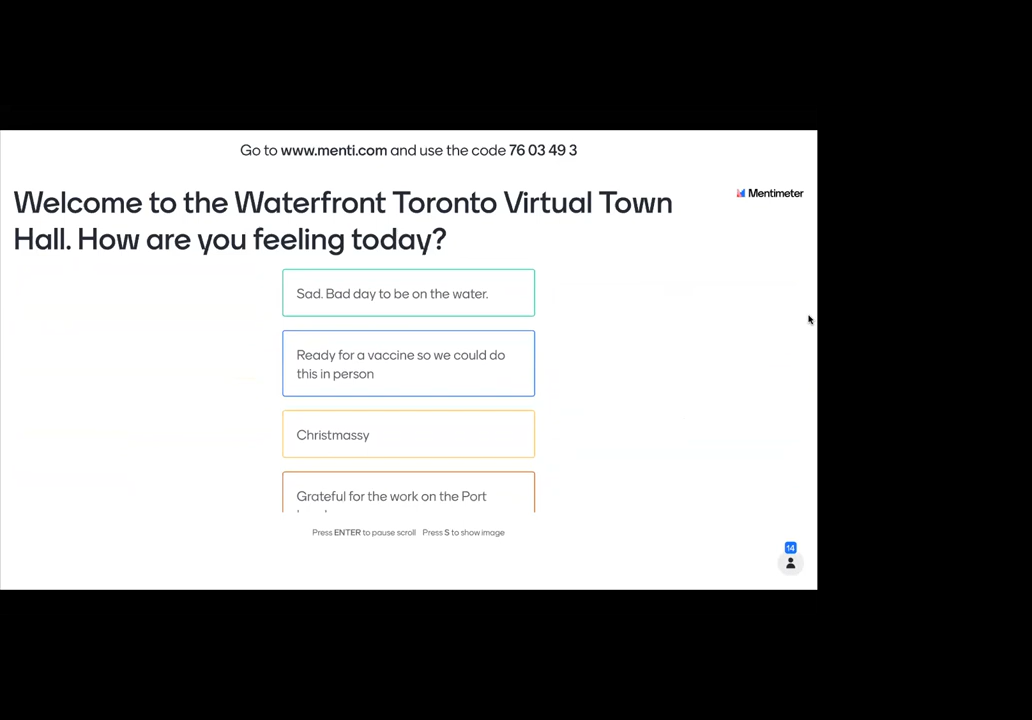 Go to www.menti.com and use the code 76 03 49 3
Welcome to the Waterfront Toronto Virtual Town
Hall. How are you feeling today?
Mentimeter
Sad. Bad day to be on the water.
Ready for a vaccine so we could do
this in person
Christmassy
Grateful for the work on the Port
Press ENTER to pause scroll Press S to show image
14